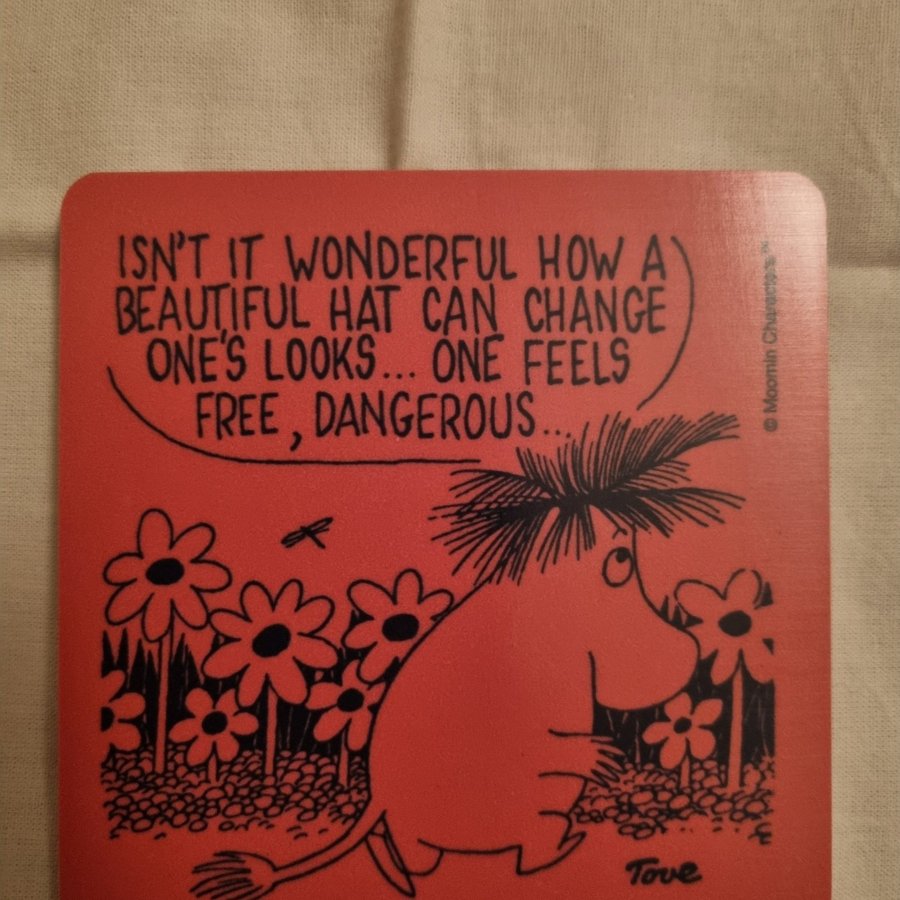 ISN'T IT WONDERFUL HOW A
BEAUTIFUL HAT CAN CHANGE
ONE'S LOOKS... ONE FEELS
FREE, DANGEROUS...
© Moomin Characters™
Tove